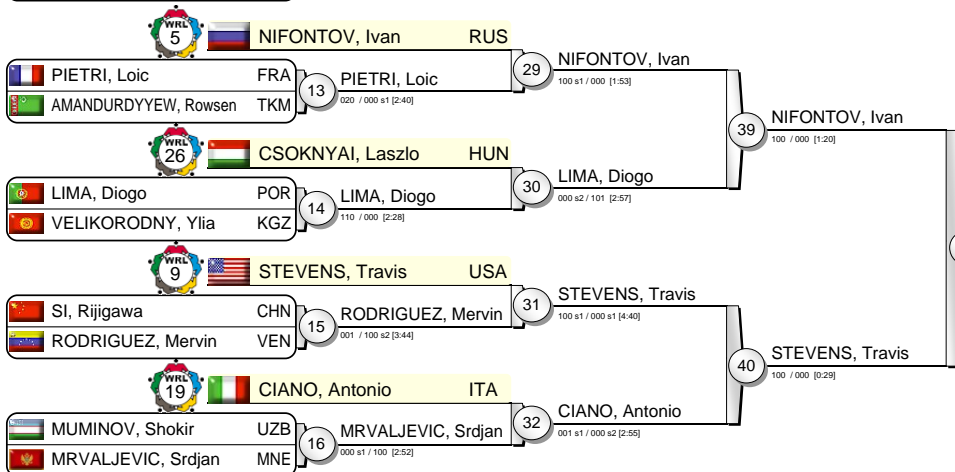 WRL 5 NIFONTOV, Ivan RUS
PIETRI, Loic FRA
AMANDURDYYEW, Rowsen TKM
13
PIETRI, Loic
020 / 000 s1 [2:40]
29
NIFONTOV, Ivan
100 s1 / 000 [1:53]
WRL 26 CSOKNYAI, Laszlo HUN
LIMA, Diogo POR
VELIKORODNY, Ylia KGZ
14
LIMA, Diogo
110 / 000 [2:28]
30
LIMA, Diogo
000 s2 / 101 [2:57]
39
NIFONTOV, Ivan
100 / 000 [1:20]
WRL 9 STEVENS, Travis USA
SI, Rijigawa CHN
RODRIGUEZ, Mervin VEN
15
RODRIGUEZ, Mervin
001 / 100 s2 [3:44]
31
STEVENS, Travis
100 s1 / 000 s1 [4:40]
WRL 19 CIANO, Antonio ITA
MUMINOV, Shokir UZB
MRVALJEVIC, Srdjan MNE
16
MRVALJEVIC, Srdjan
000 s1 / 100 [2:52]
32
CIANO, Antonio
001 s1 / 000 s2 [2:55]
40
STEVENS, Travis
100 / 000 [0:29]